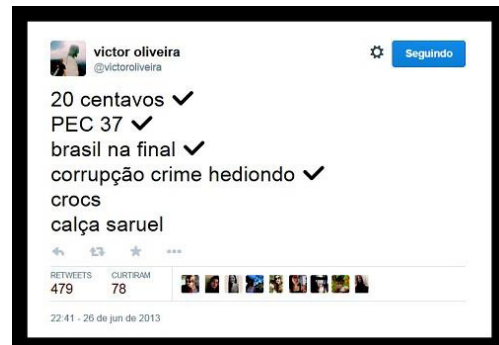 victor oliveira
@victoroliveira
Seguindo
20 centavos ✓
PEC 37 ✓
brasil na final ✓
corrupção crime hediondo ✓
crocs
calça saruel
RETWEETS CURTIRAM
479 78
22:41 - 26 de jun de 2013